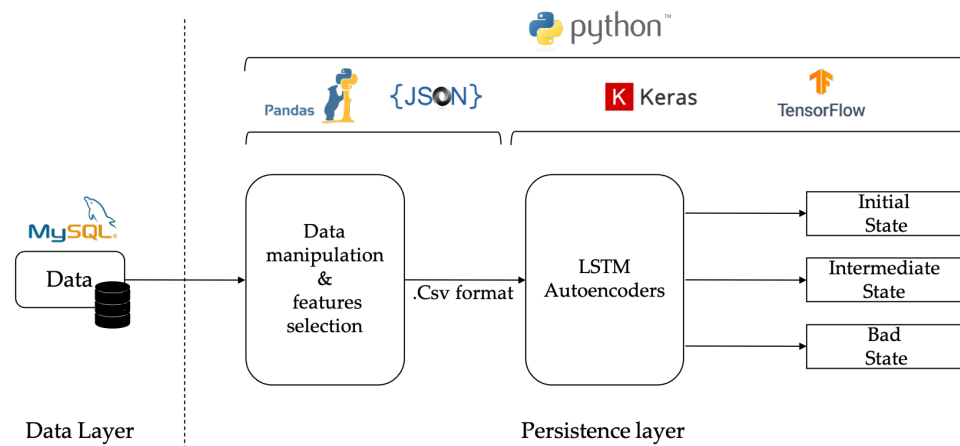 python™
Pandas
{JSON}
K Keras
TensorFlow
MySQL®
Data
Data
manipulation
&
features
selection
.Csv format
LSTM
Autoencoders
Initial
State
Intermediate
State
Bad
State
Data Layer
Persistence layer